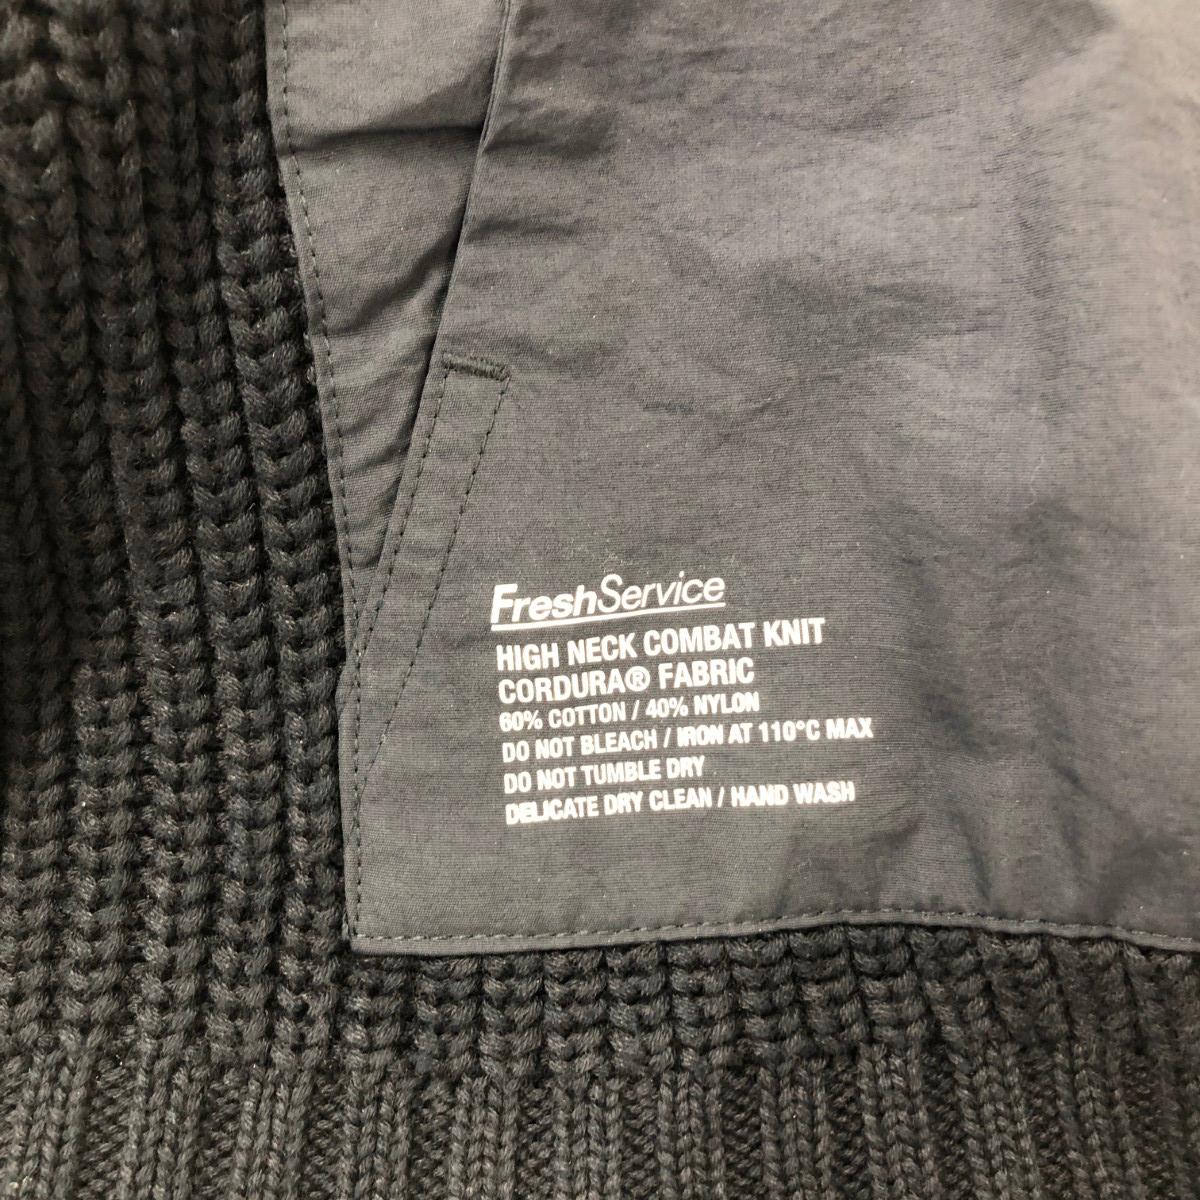 FreshService
HIGH NECK COMBAT KNIT
CORDURA® FABRIC
60% COTTON / 40% NYLON
DO NOT BLEACH / IRON AT 110°C MAX
DO NOT TUMBLE DRY
DELICATE DRY CLEAN / HAND WASH